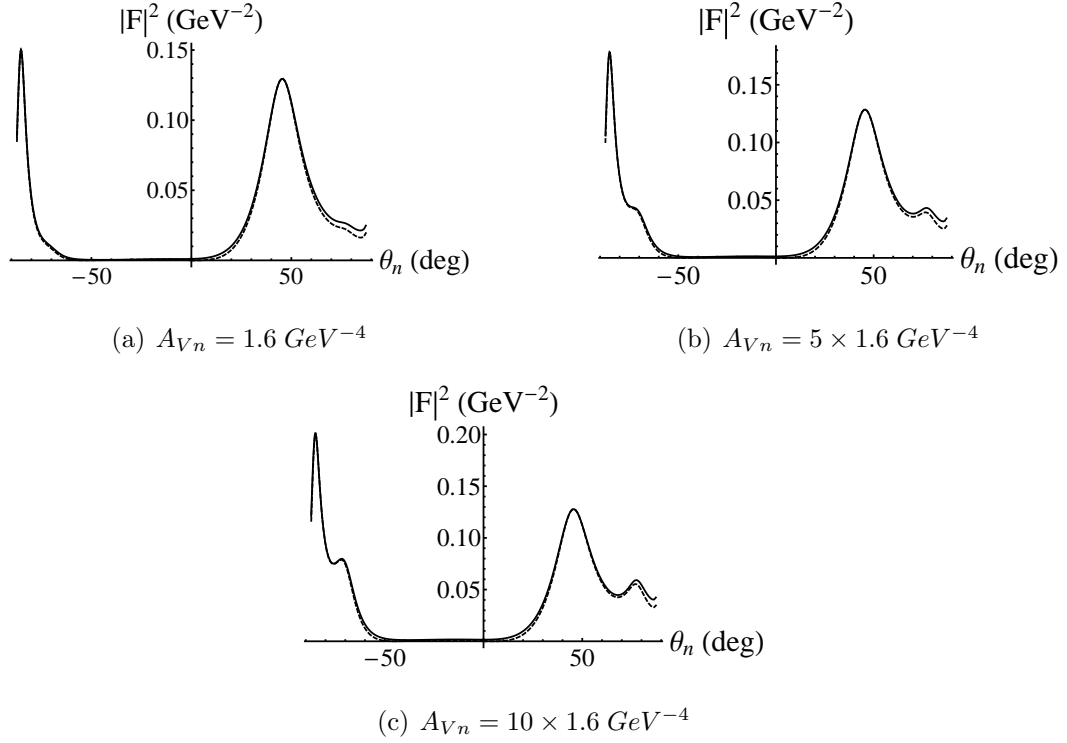 |F|² (GeV⁻²)
0.15
0.10
0.05
−50
50
θₙ (deg)
(a) A_{Vn} = 1.6 GeV⁻⁴
|F|² (GeV⁻²)
0.15
0.10
0.05
−50
50
θₙ (deg)
(b) A_{Vn} = 5 × 1.6 GeV⁻⁴
|F|² (GeV⁻²)
0.20
0.15
0.10
0.05
−50
50
θₙ (deg)
(c) A_{Vn} = 10 × 1.6 GeV⁻⁴